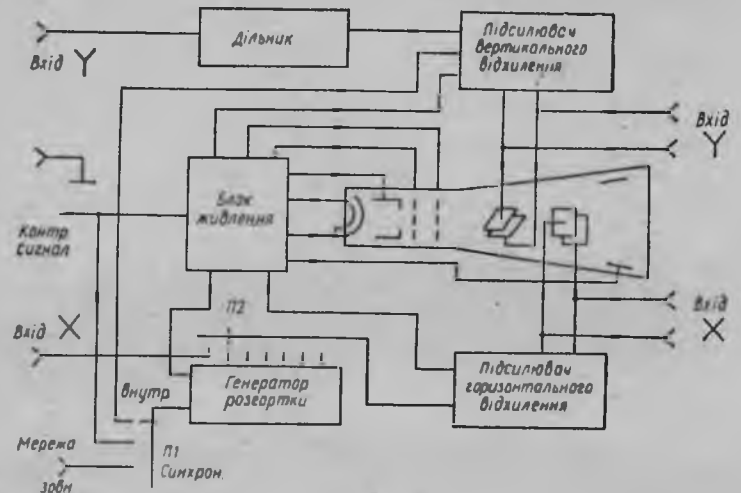 Вхід Y
Дільник
Підсилювач
вертикального
відхилення
Вхід
Y
Блок
живлення
Контр
сигнал
П2
Вхід X
Вхід
X
Генератор
розгортки
Підсилювач
горизонтального
відхилення
Внутр
Мережа
зовн
П1
Синхрон.